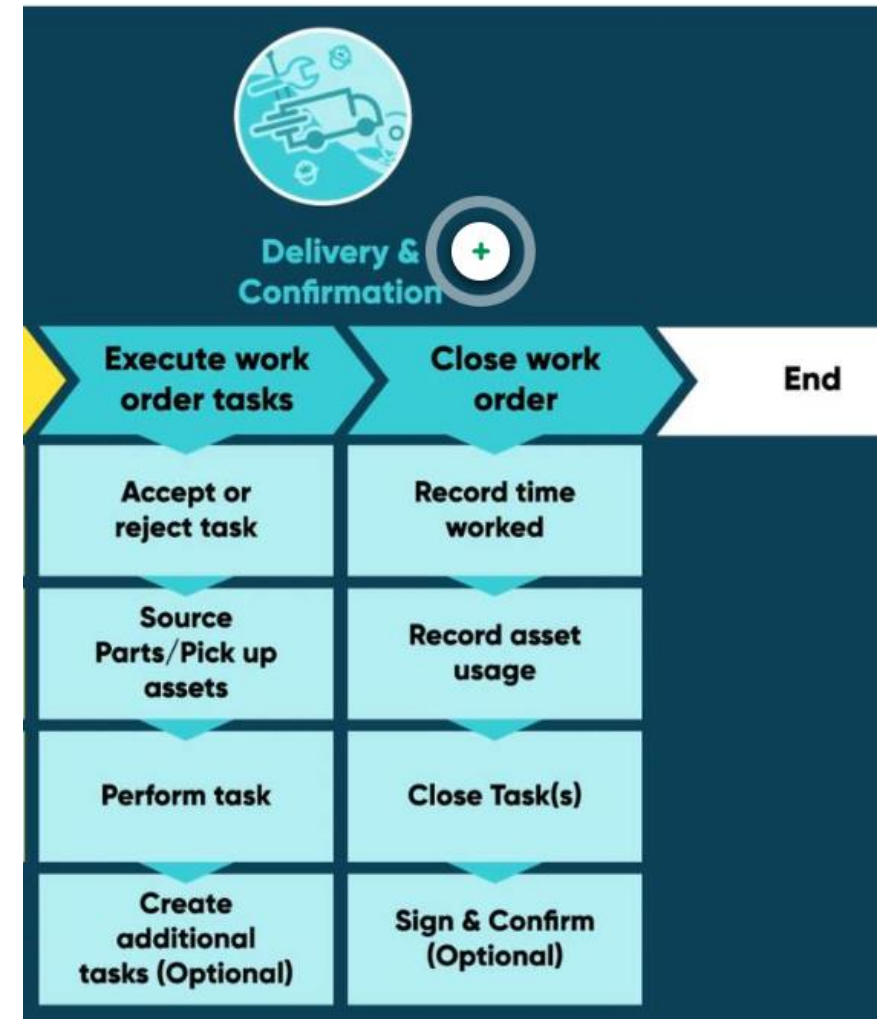 Delivery &
Confirmation
+
Execute work
order tasks
Close work
order
End
Accept or
reject task
Record time
worked
Source
Parts/Pick up
assets
Record asset
usage
Perform task
Close Task(s)
Create
additional
tasks (Optional)
Sign & Confirm
(Optional)